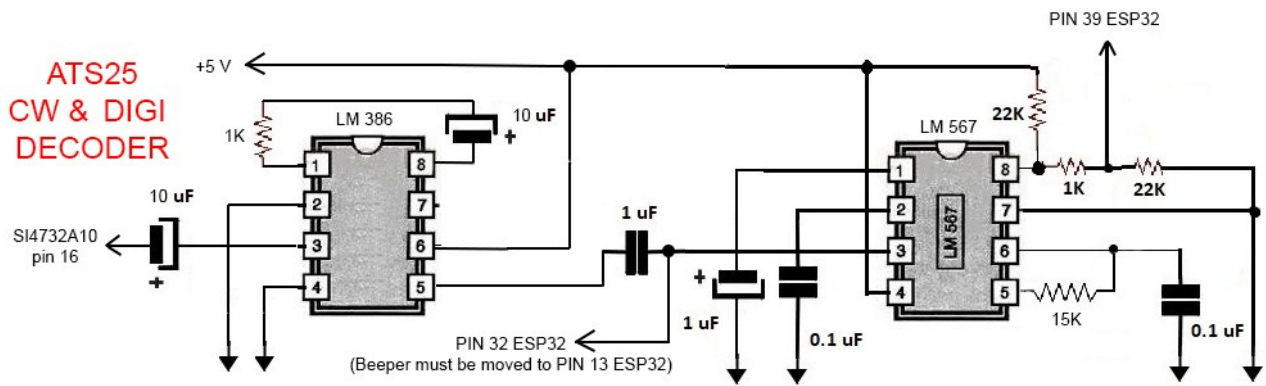 ATS25
CW & DIGI
DECODER
+5 V
1K
LM 386
10 uF
+
1
2
3
4
8
7
6
5
10 uF
+
SI4732A10
pin 16
1 uF
PIN 32 ESP32
(Beeper must be moved to PIN 13 ESP32)
+
1 uF
0.1 uF
LM 567
LM 567
1
2
3
4
8
7
6
5
22K
PIN 39 ESP32
1K
22K
15K
0.1 uF